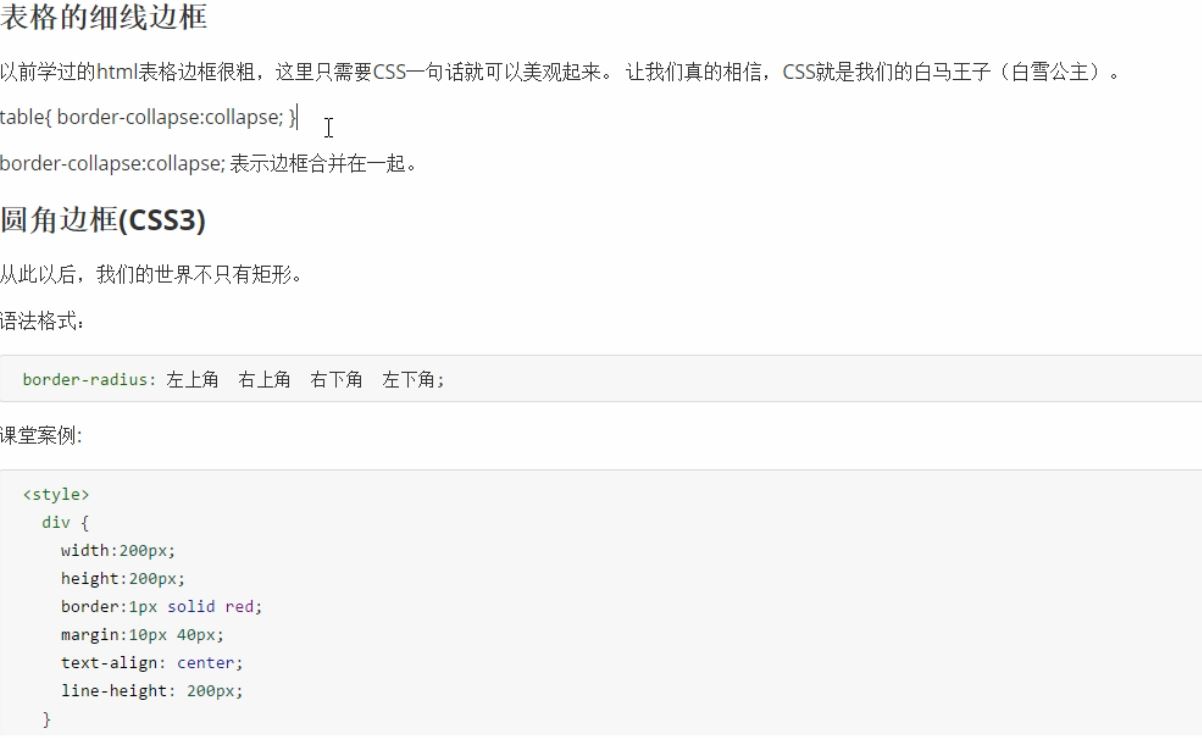 表格的细线边框
以前学过的html表格边框很粗，这里只需要CSS一句话就可以美观起来。 让我们真的相信，CSS就是我们的白马王子（白雪公主）。
table{ border-collapse:collapse; }
border-collapse:collapse; 表示边框合并在一起。
圆角边框(CSS3)
从此以后，我们的世界不只有矩形。
语法格式：
border-radius: 左上角 右上角 右下角 左下角;
课堂案例:
<style>
div {
width:200px;
height:200px;
border:1px solid red;
margin:10px 40px;
text-align: center;
line-height: 200px;
}